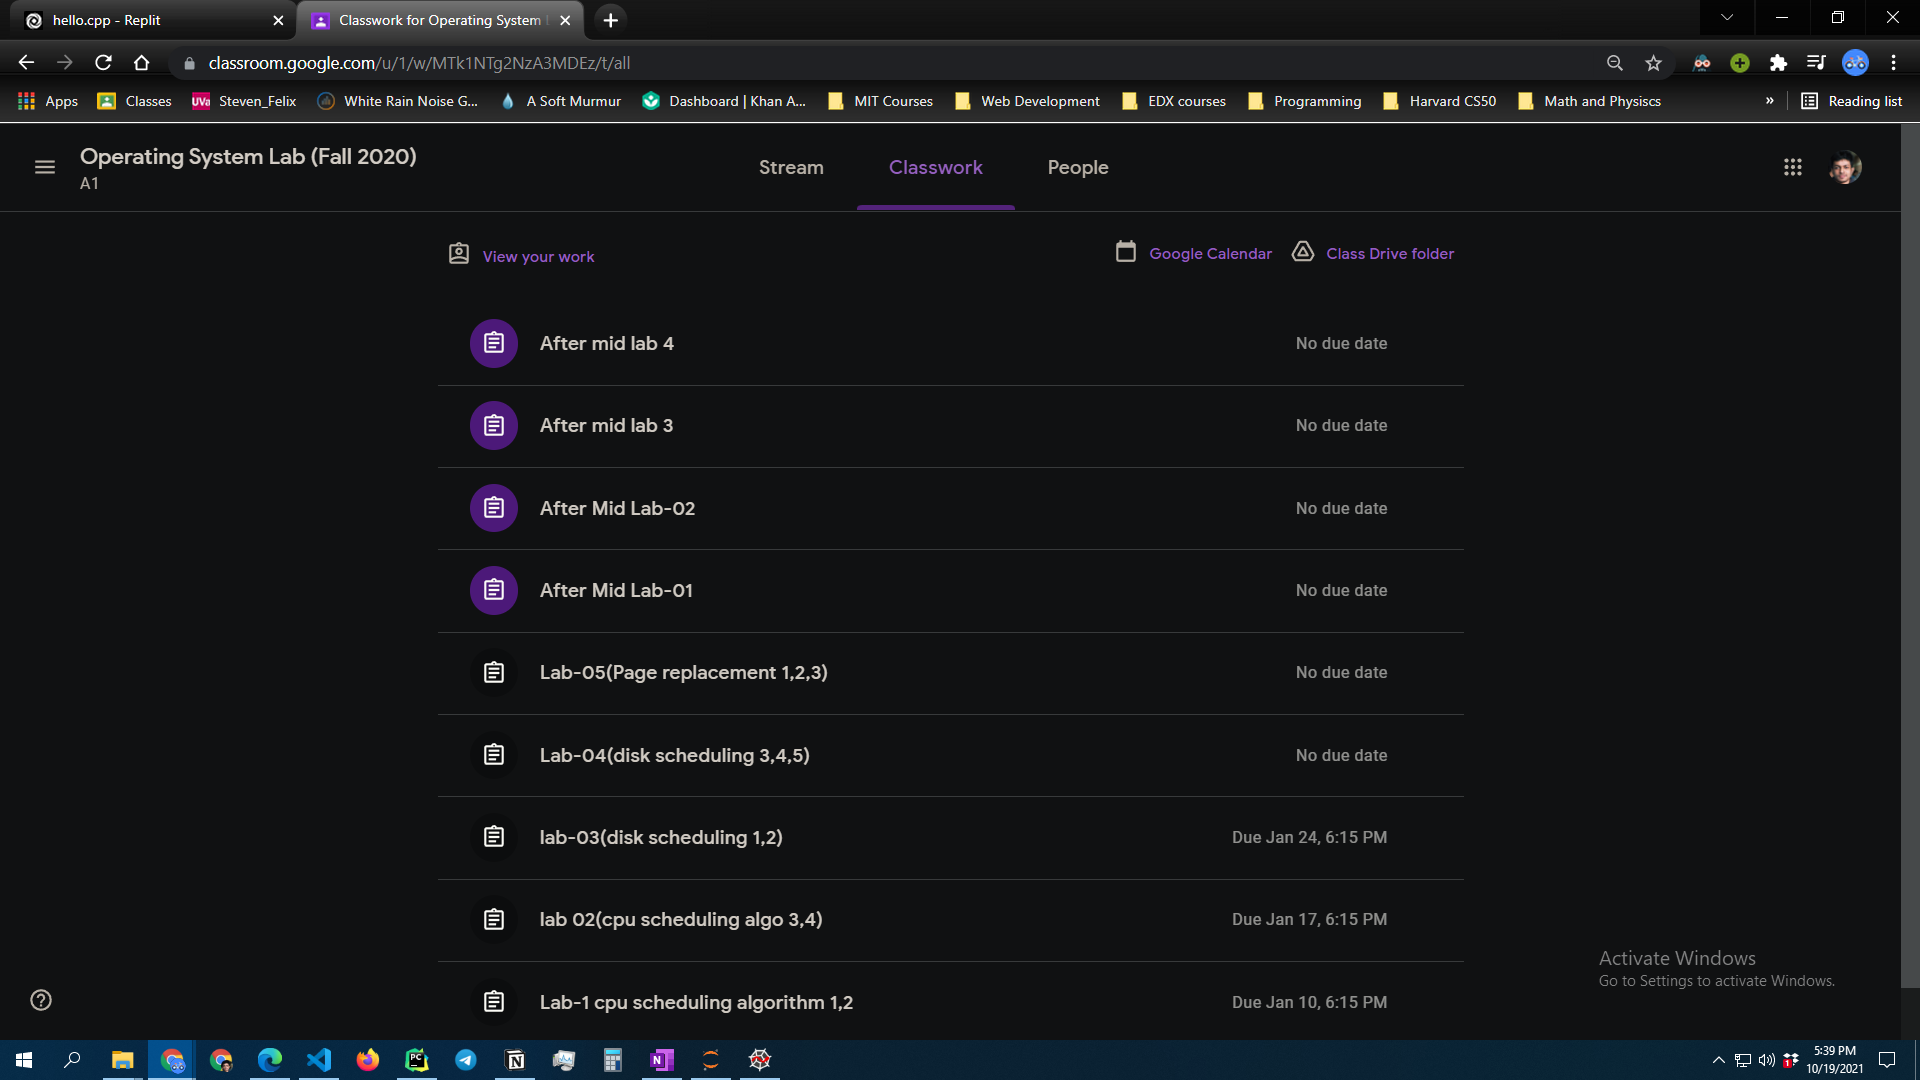 hello.cpp - Replit
Classwork for Operating System
classroom.google.com/u/1/w/MTk1NTg2NzA3MDEz/t/all
Apps
Classes
UVa
Steven_Felix
White Rain Noise G...
A Soft Murmur
Dashboard | Khan A...
MIT Courses
Web Development
EDX courses
Programming
Harvard CS50
Math and Physiscs
»
Reading list
Operating System Lab (Fall 2020)
A1
Stream
Classwork
People
View your work
Google Calendar
Class Drive folder
After mid lab 4
No due date
After mid lab 3
No due date
After Mid Lab-02
No due date
After Mid Lab-01
No due date
Lab-05(Page replacement 1,2,3)
No due date
Lab-04(disk scheduling 3,4,5)
No due date
lab-03(disk scheduling 1,2)
Due Jan 24, 6:15 PM
lab 02(cpu scheduling algo 3,4)
Due Jan 17, 6:15 PM
Lab-1 cpu scheduling algorithm 1,2
Due Jan 10, 6:15 PM
Activate Windows
Go to Settings to activate Windows.
PC
N
N
1
5:39 PM
10/19/2021